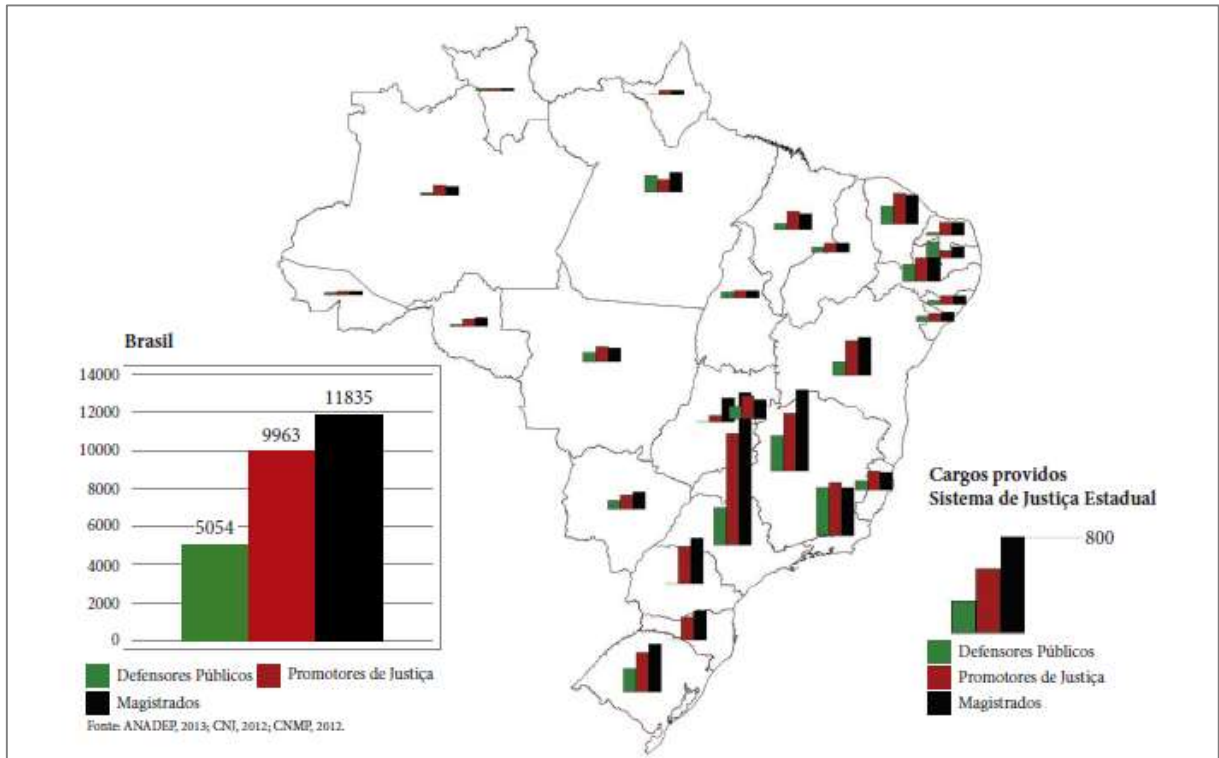 Brasil
14000
12000
10000
8000
6000
4000
2000
0
5054
9963
11835
Defensores Públicos
Promotores de Justiça
Magistrados
Fonte: ANADEP, 2013; CNJ, 2012; CNMP, 2012.
Cargos providos
Sistema de Justiça Estadual
800
Defensores Públicos
Promotores de Justiça
Magistrados